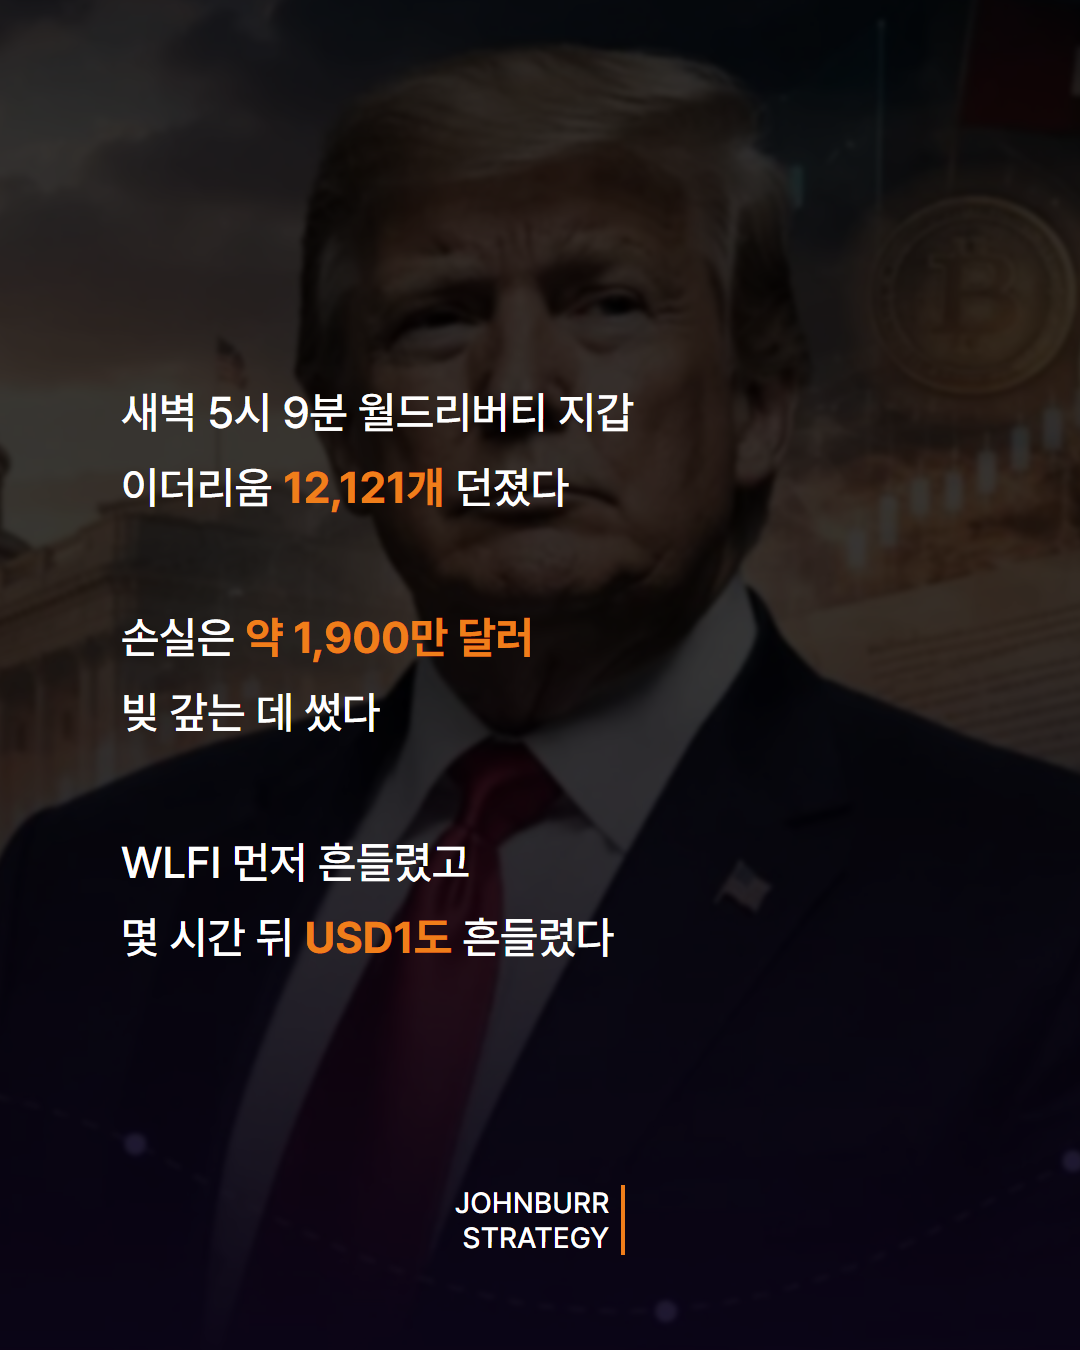 새벽 5시 9분 월드리버티 지갑
이더리움 12,121개 던졌다
손실은 약 1,900만 달러
빚 갚는 데 썼다
WLFI 먼저 흔들렸고
몇 시간 뒤 USD1도 흔들렸다
JOHNBURR
STRATEGY